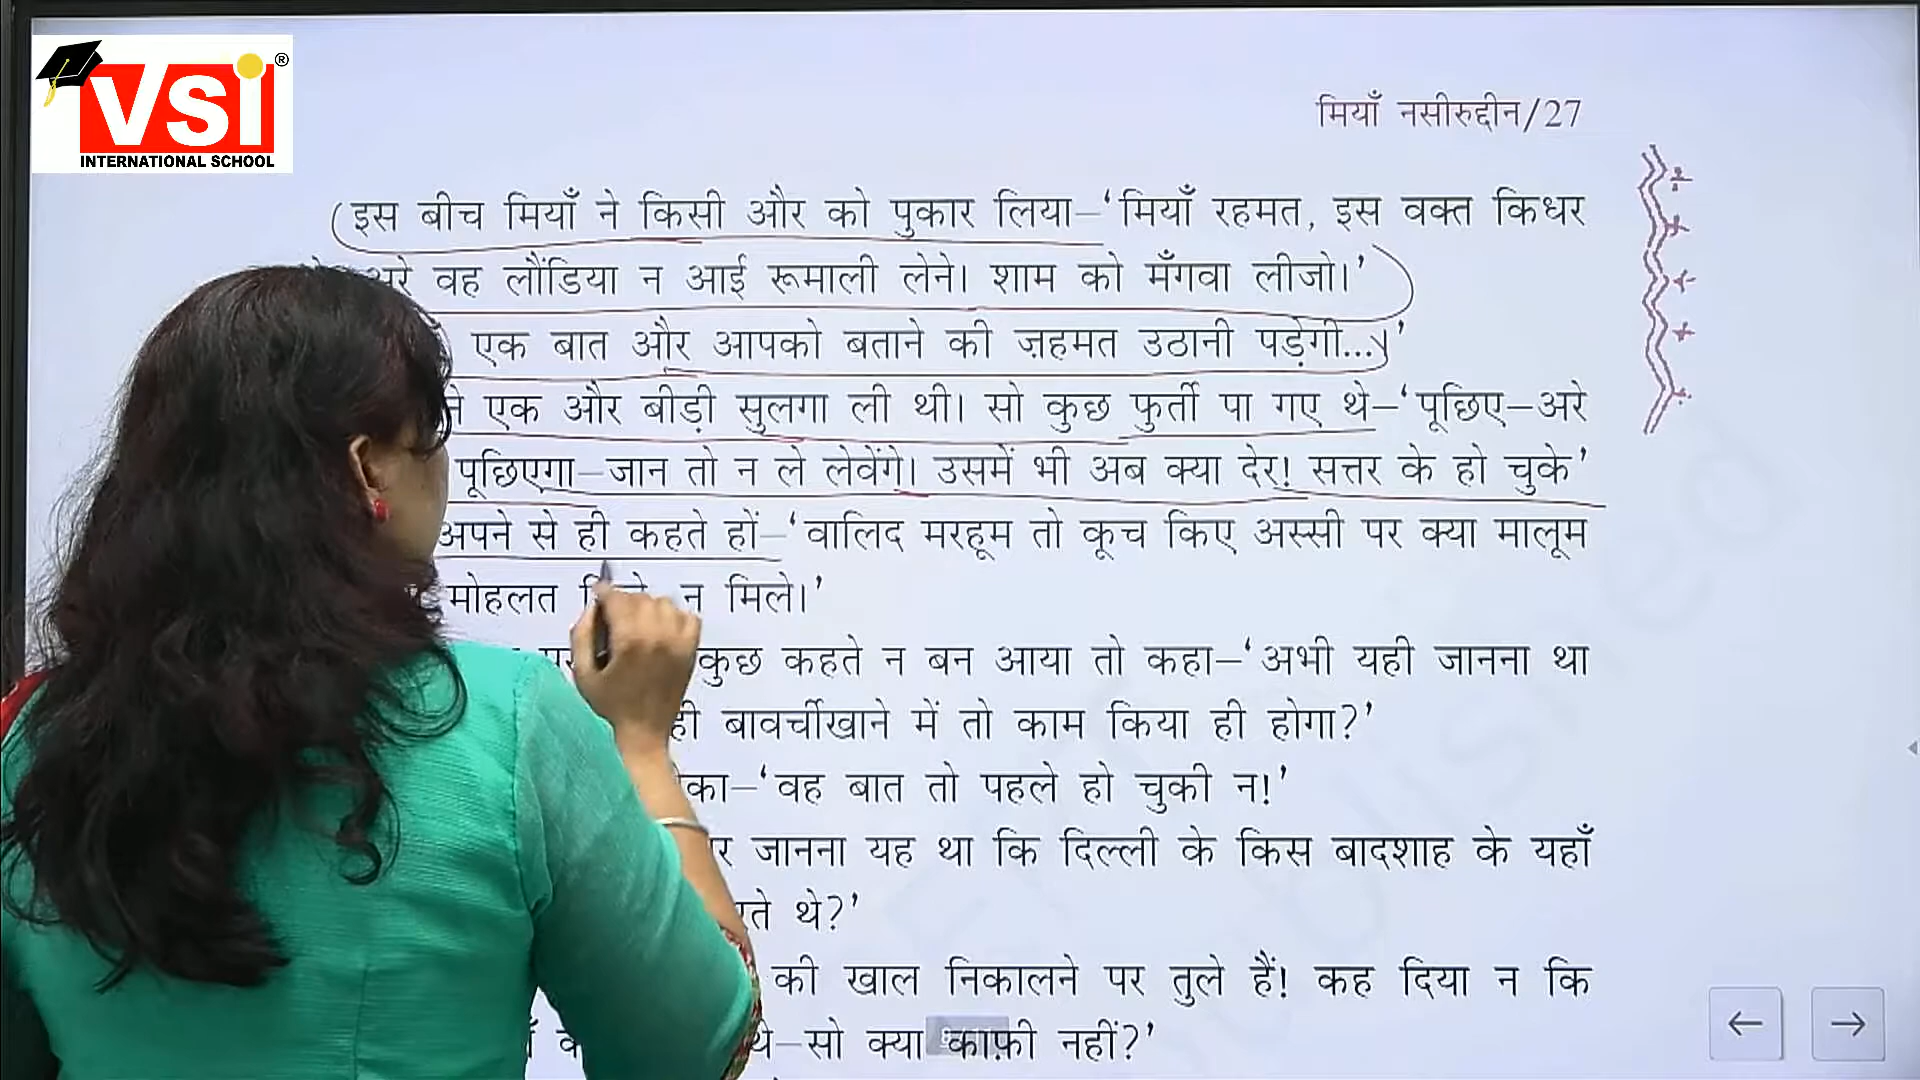 VSI ®
INTERNATIONAL SCHOOL
मियाँ नसीरुद्दीन/27
इस बीच मियाँ ने किसी और को पुकार लिया–‘मियाँ रहमत, इस वक्त किधर
अरे वह लौंडिया न आई रूमाली लेने। शाम को मँगवा लीजो।’
एक बात और आपको बताने की ज़हमत उठानी पड़ेगी...’
ने एक और बीड़ी सुलगा ली थी। सो कुछ फुर्ती पा गए थे–‘पूछिए–अरे
पूछिएगा–जान तो न ले लेवेंगे। उसमें भी अब क्या देर! सत्तर के हो चुके’
अपने से ही कहते हों–‘वालिद मरहूम तो कूच किए अस्सी पर क्या मालूम
मोहलत न मिले।’
कुछ कहते न बन आया तो कहा–‘अभी यही जानना था
ही बावर्चीखाने में तो काम किया ही होगा?’
‘वह बात तो पहले हो चुकी न!’
जानना यह था कि दिल्ली के किस बादशाह के यहाँ
थे?’
की खाल निकालने पर तुले हैं! कह दिया न कि
थे–सो क्या काफ़ी नहीं?’